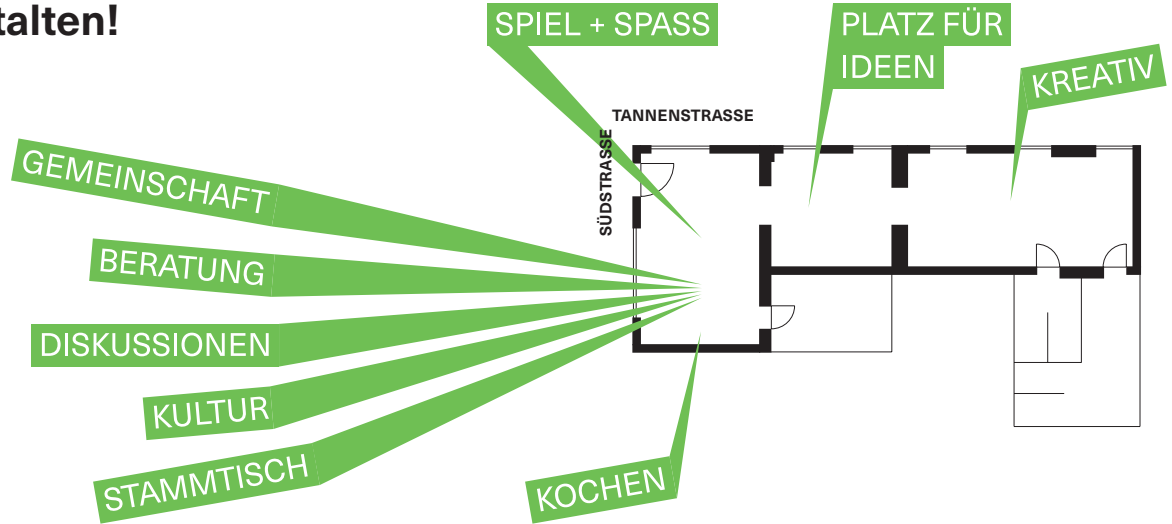 talten!
SPIEL + SPASS
PLATZ FÜR
IDEEN
KREATIV
TANNENSTRASSE
SÜDSTRASSE
GEMEINSCHAFT
BERATUNG
DISKUSSIONEN
KULTUR
STAMMTISCH
KOCHEN